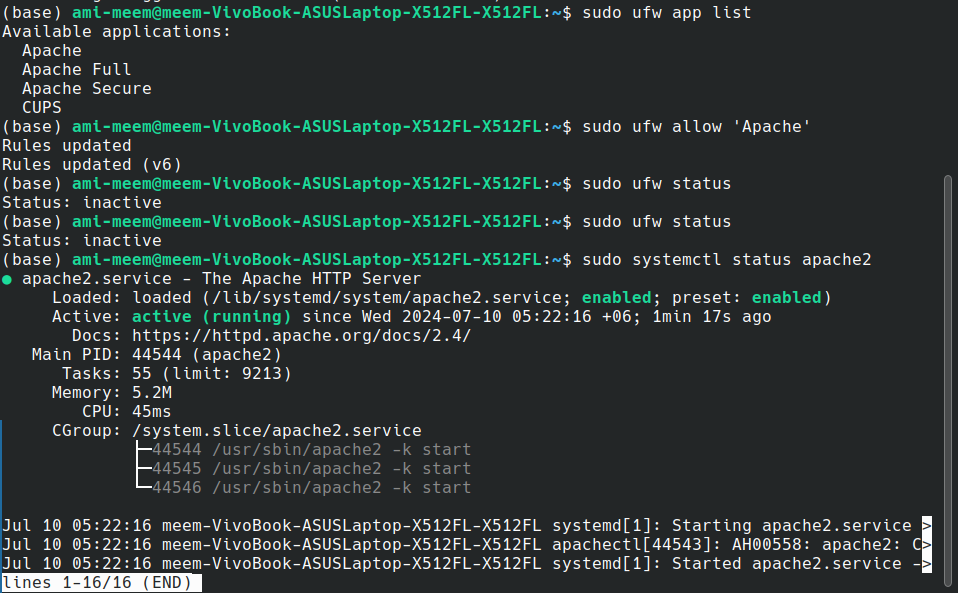 (base) ami-meem@meem-VivoBook-ASUSLaptop-X512FL-X512FL:~$ sudo ufw app list
Available applications:
  Apache
  Apache Full
  Apache Secure
  CUPS
(base) ami-meem@meem-VivoBook-ASUSLaptop-X512FL-X512FL:~$ sudo ufw allow 'Apache'
Rules updated
Rules updated (v6)
(base) ami-meem@meem-VivoBook-ASUSLaptop-X512FL-X512FL:~$ sudo ufw status
Status: inactive
(base) ami-meem@meem-VivoBook-ASUSLaptop-X512FL-X512FL:~$ sudo ufw status
Status: inactive
(base) ami-meem@meem-VivoBook-ASUSLaptop-X512FL-X512FL:~$ sudo systemctl status apache2
● apache2.service - The Apache HTTP Server
     Loaded: loaded (/lib/systemd/system/apache2.service; enabled; preset: enabled)
     Active: active (running) since Wed 2024-07-10 05:22:16 +06; 1min 17s ago
       Docs: https://httpd.apache.org/docs/2.4/
   Main PID: 44544 (apache2)
      Tasks: 55 (limit: 9213)
     Memory: 5.2M
        CPU: 45ms
     CGroup: /system.slice/apache2.service
             ├─44544 /usr/sbin/apache2 -k start
             ├─44545 /usr/sbin/apache2 -k start
             └─44546 /usr/sbin/apache2 -k start
Jul 10 05:22:16 meem-VivoBook-ASUSLaptop-X512FL-X512FL systemd[1]: Starting apache2.service >
Jul 10 05:22:16 meem-VivoBook-ASUSLaptop-X512FL-X512FL apachectl[44543]: AH00558: apache2: C>
Jul 10 05:22:16 meem-VivoBook-ASUSLaptop-X512FL-X512FL systemd[1]: Started apache2.service ->
lines 1-16/16 (END)